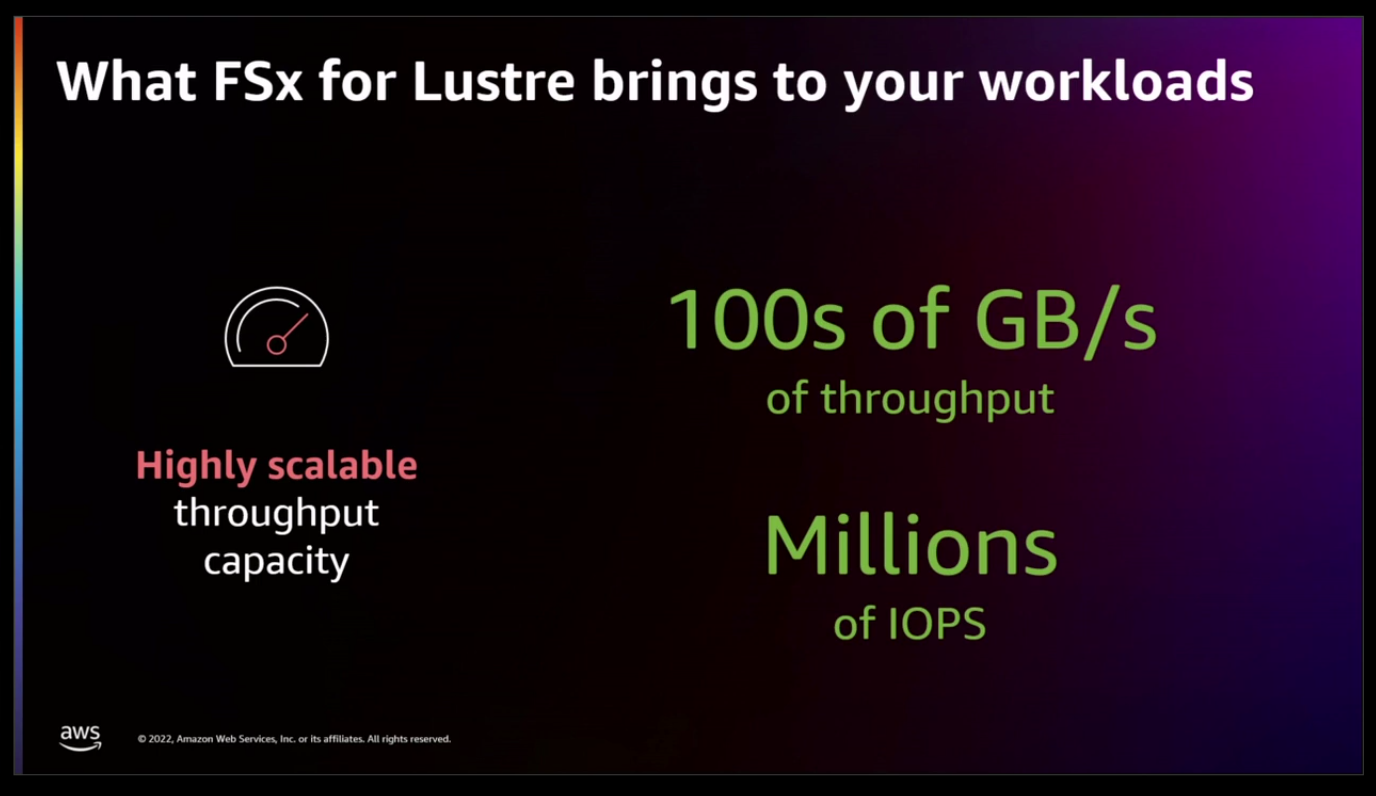 What FSx for Lustre brings to your workloads
Highly scalable
throughput
capacity
100s of GB/s
of throughput
Millions
of IOPS
aws
© 2022, Amazon Web Services, Inc. or its affiliates. All rights reserved.